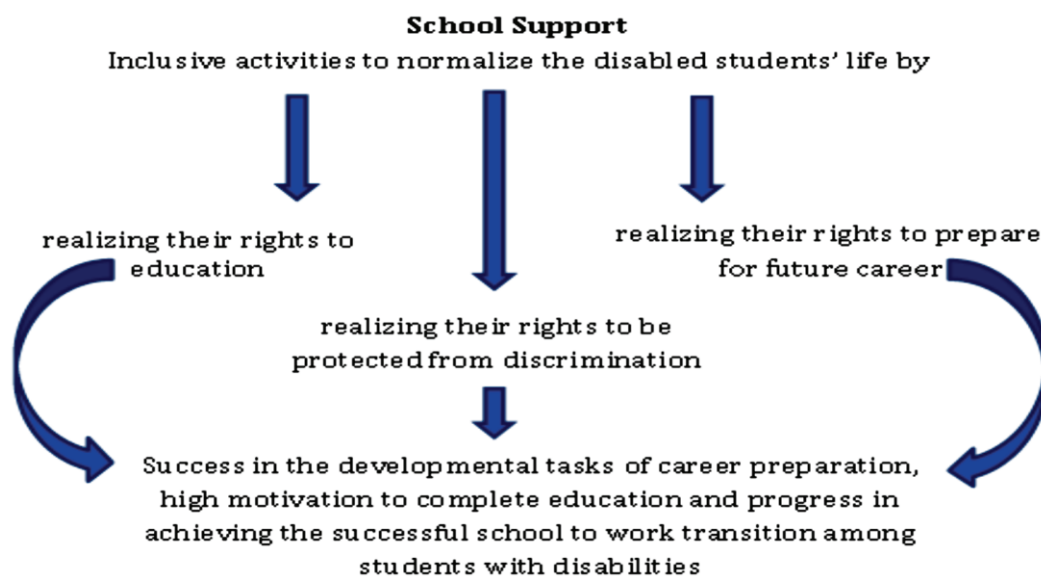 School Support
Inclusive activities to normalize the disabled students’ life by
realizing their rights to
education
realizing their rights to prepare
for future career
realizing their rights to be
protected from discrimination
Success in the developmental tasks of career preparation,
high motivation to complete education and progress in
achieving the successful school to work transition among
students with disabilities